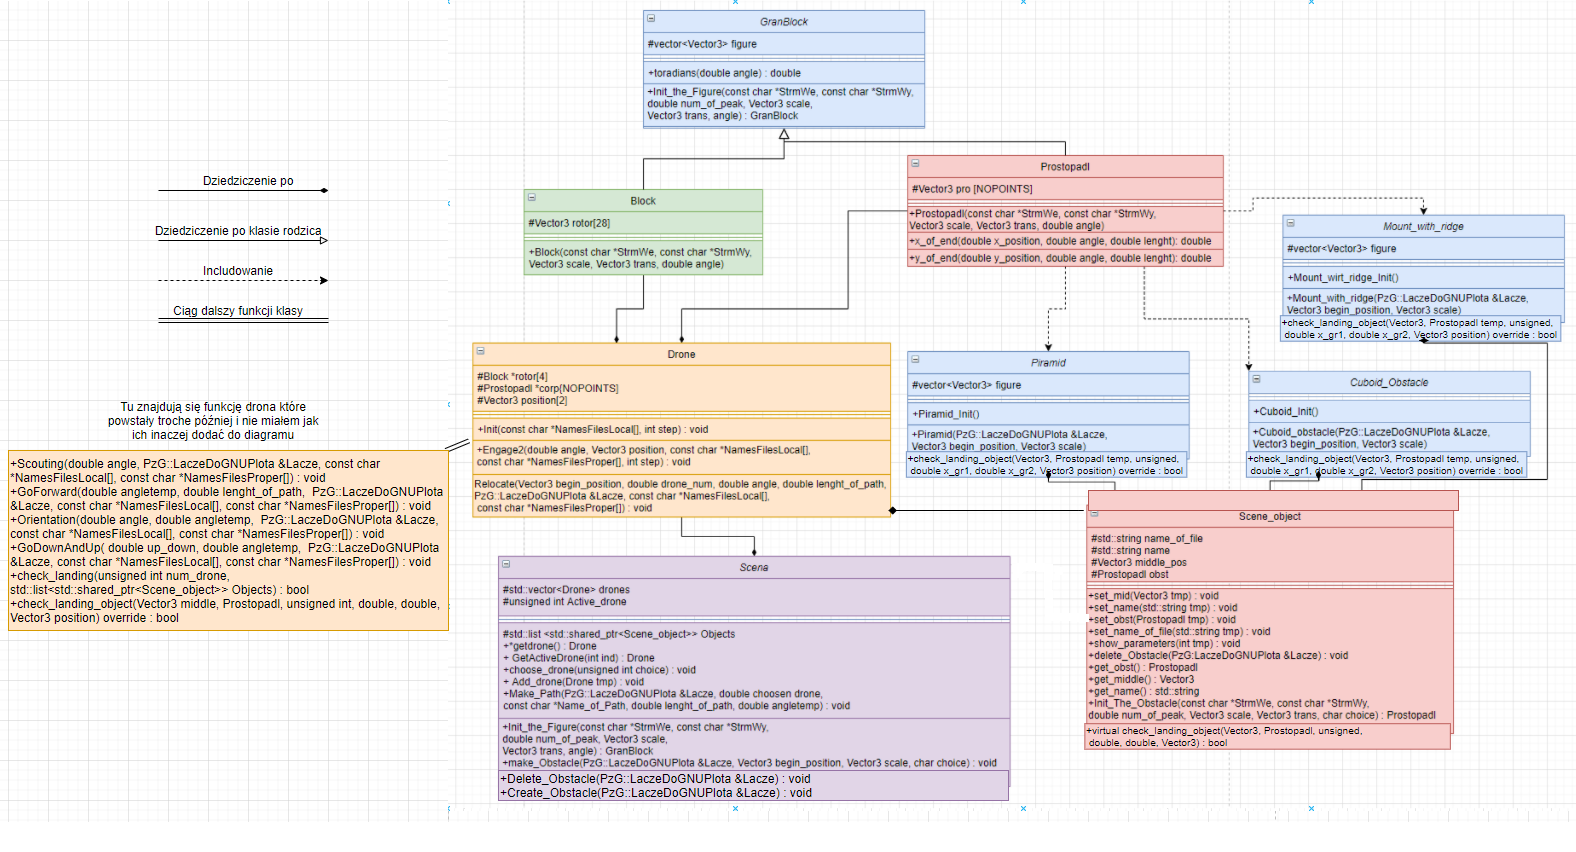 Dziedziczenie po
Dziedziczenie po klasie rodzica
Includowanie
Ciąg dalszy funkcji klasy
Tu znajdują się funkcję drona które
powstały troche później i nie miałem jak
ich inaczej dodać do diagramu
+Scouting(double angle, PzG::LaczeDoGNUPlota &Lacze, const char
*NamesFilesLocal[], const char *NamesFilesProper[]) : void
+GoForward(double angletemp, double lenght_of_path, PzG::LaczeDoGNUPlota
&Lacze, const char *NamesFilesLocal[], const char *NamesFilesProper[]) : void
+Orientation(double angle, double angletemp, PzG::LaczeDoGNUPlota &Lacze,
const char *NamesFilesLocal[], const char *NamesFilesProper[]) : void
+GoDownAndUp( double up_down, double angletemp, PzG::LaczeDoGNUPlota
&Lacze, const char *NamesFilesLocal[], const char *NamesFilesProper[]) : void
+check_landing(unsigned int num_drone,
std::list<std::shared_ptr<Scene_object>> Objects) : bool
+check_landing_object(Vector3 middle, Prostopadl, unsigned int, double, double,
Vector3 position) override : bool
GranBlock
#vector<Vector3> figure
+toradians(double angle) : double
+Init_the_Figure(const char *StrmWe, const char *StrmWy,
double num_of_peak, Vector3 scale,
Vector3 trans, angle) : GranBlock
Block
#Vector3 rotor[28]
+Block(const char *StrmWe, const char *StrmWy,
Vector3 scale, Vector3 trans, double angle)
Prostopadl
#Vector3 pro [NOPOINTS]
+Prostopadl(const char *StrmWe, const char *StrmWy,
Vector3 scale, Vector3 trans, double angle)
+x_of_end(double x_position, double angle, double lenght): double
+y_of_end(double y_position, double angle, double lenght): double
Mount_with_ridge
#vector<Vector3> figure
+Mount_wirt_ridge_Init()
+Mount_with_ridge(PzG::LaczeDoGNUPlota &Lacze,
Vector3 begin_position, Vector3 scale)
+check_landing_object(Vector3, Prostopadl temp, unsigned,
double x_gr1, double x_gr2, Vector3 position) override : bool
Drone
#Block *rotor[4]
#Prostopadl *corp[NOPOINTS]
#Vector3 position[2]
+Init(const char *NamesFilesLocal[], int step) : void
+Engage2(double angle, Vector3 position, const char *NamesFilesLocal[],
const char *NamesFilesProper[], int step) : void
Relocate(Vector3 begin_position, double drone_num, double angle, double lenght_of_path,
PzG::LaczeDoGNUPlota &Lacze, const char *NamesFilesLocal[],
const char *NamesFilesProper[]) : void
Piramid
#vector<Vector3> figure
+Piramid_Init()
+Piramid(PzG::LaczeDoGNUPlota &Lacze,
Vector3 begin_position, Vector3 scale)
+check_landing_object(Vector3, Prostopadl temp, unsigned,
double x_gr1, double x_gr2, Vector3 position) override : bool
Cuboid_Obstacle
+Cuboid_Init()
+Cuboid_obstacle(PzG::LaczeDoGNUPlota &Lacze,
Vector3 begin_position, Vector3 scale)
+check_landing_object(Vector3, Prostopadl temp, unsigned,
double x_gr1, double x_gr2, Vector3 position) override : bool
Scena
#std::vector<Drone> drones
#unsigned int Active_drone
#std::list <std::shared_ptr<Scene_object>> Objects
+*getdrone() : Drone
+ GetActiveDrone(int ind) : Drone
+choose_drone(unsigned int choice) : void
+ Add_drone(Drone tmp) : void
+Make_Path(PzG::LaczeDoGNUPlota &Lacze, double choosen drone,
const char *Name_of_Path, double lenght_of_path, double angletemp) : void
+Init_the_Figure(const char *StrmWe, const char *StrmWy,
double num_of_peak, Vector3 scale,
Vector3 trans, angle) : GranBlock
+make_Obstacle(PzG::LaczeDoGNUPlota &Lacze, Vector3 begin_position, Vector3 scale, char choice) : void
+Delete_Obstacle(PzG::LaczeDoGNUPlota &Lacze) : void
+Create_Obstacle(PzG::LaczeDoGNUPlota &Lacze) : void
Scene_object
#std::string name_of_file
#std::string name
#Vector3 middle_pos
#Prostopadl obst
+set_mid(Vector3 tmp) : void
+set_name(std::string tmp) : void
+set_obst(Prostopadl tmp) : void
+set_name_of_file(std::string tmp) : void
+show_parameters(int tmp) : void
+delete_Obstacle(PzG:LaczeDoGNUPlota &Lacze) : void
+get_obst() : Prostopadl
+get_middle() : Vector3
+get_name() : std::string
+Init_The_Obstacle(const char *StrmWe, const char *StrmWy,
double num_of_peak, Vector3 scale, Vector3 trans, char choice) : Prostopadl
+virtual check_landing_object(Vector3, Prostopadl, unsigned,
double, double, Vector3) : bool